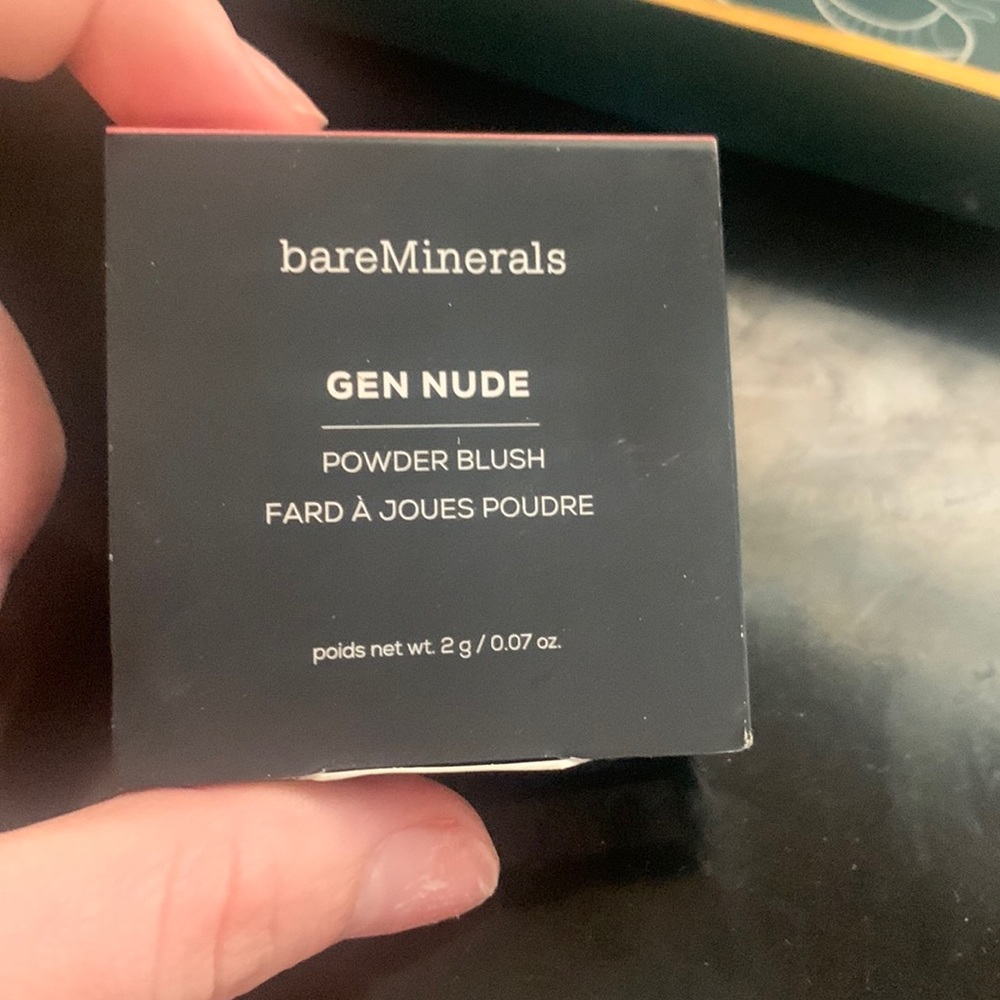 bareMinerals
GEN NUDE
POWDER BLUSH
FARD À JOUES POUDRE
poids net wt. 2 g / 0.07 oz.